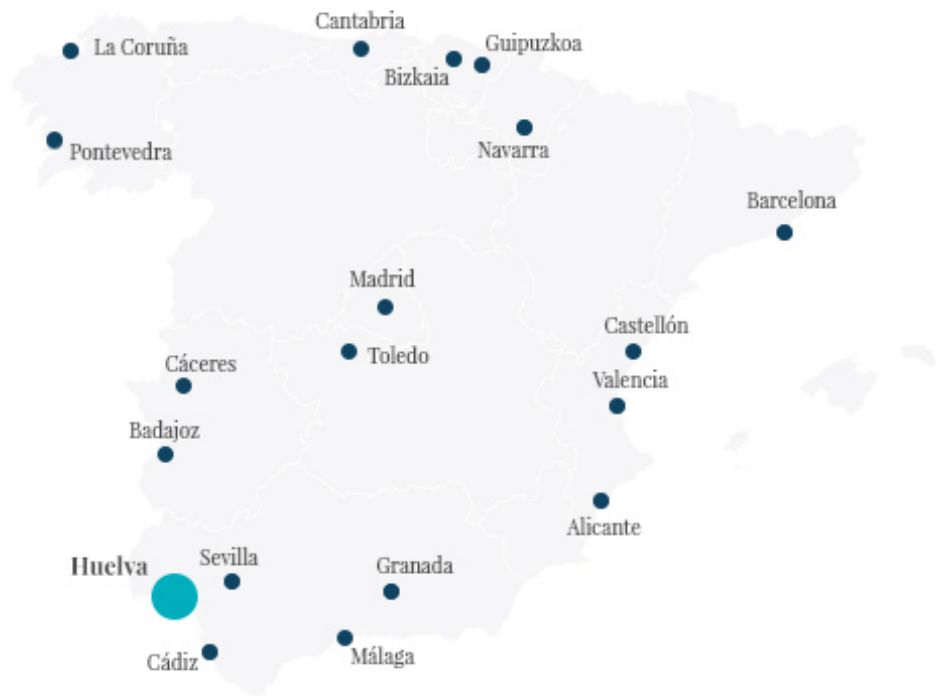 Cantabria
La Coruña
Guipuzkoa
Bizkaia
Pontevedra
Navarra
Barcelona
Madrid
Castellón
Toledo
Cáceres
Valencia
Badajoz
Alicante
Sevilla
Huelva
Granada
Cádiz
Málaga